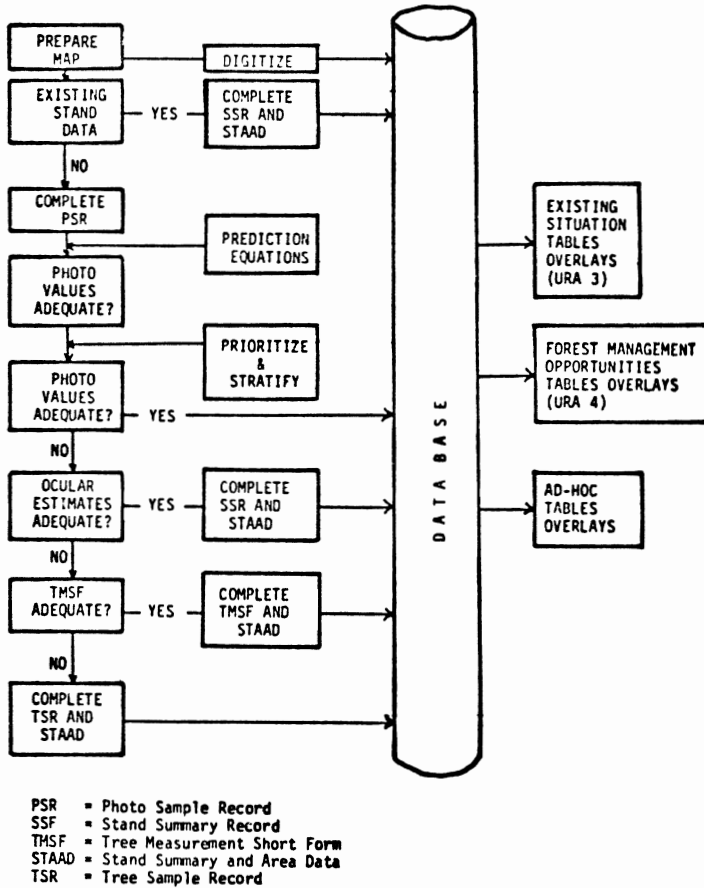 PREPARE
MAP
DIGITIZE
EXISTING
STAND
DATA
YES
COMPLETE
SSR AND
STAAD
NO
COMPLETE
PSR
PREDICTION
EQUATIONS
PHOTO
VALUES
ADEQUATE?
PRIORITIZE
&
STRATIFY
PHOTO
VALUES
ADEQUATE?
YES
NO
OCULAR
ESTIMATES
ADEQUATE?
YES
COMPLETE
SSR AND
STAAD
NO
TMSF
ADEQUATE?
YES
COMPLETE
TMSF AND
STAAD
NO
COMPLETE
TSR AND
STAAD
DATA BASE
EXISTING
SITUATION
TABLES
OVERLAYS
(URA 3)
FOREST MANAGEMENT
OPPORTUNITIES
TABLES OVERLAYS
(URA 4)
AD-HOC
TABLES
OVERLAYS
PSR = Photo Sample Record
SSF = Stand Summary Record
TMSF = Tree Measurement Short Form
STAAD = Stand Summary and Area Data
TSR = Tree Sample Record